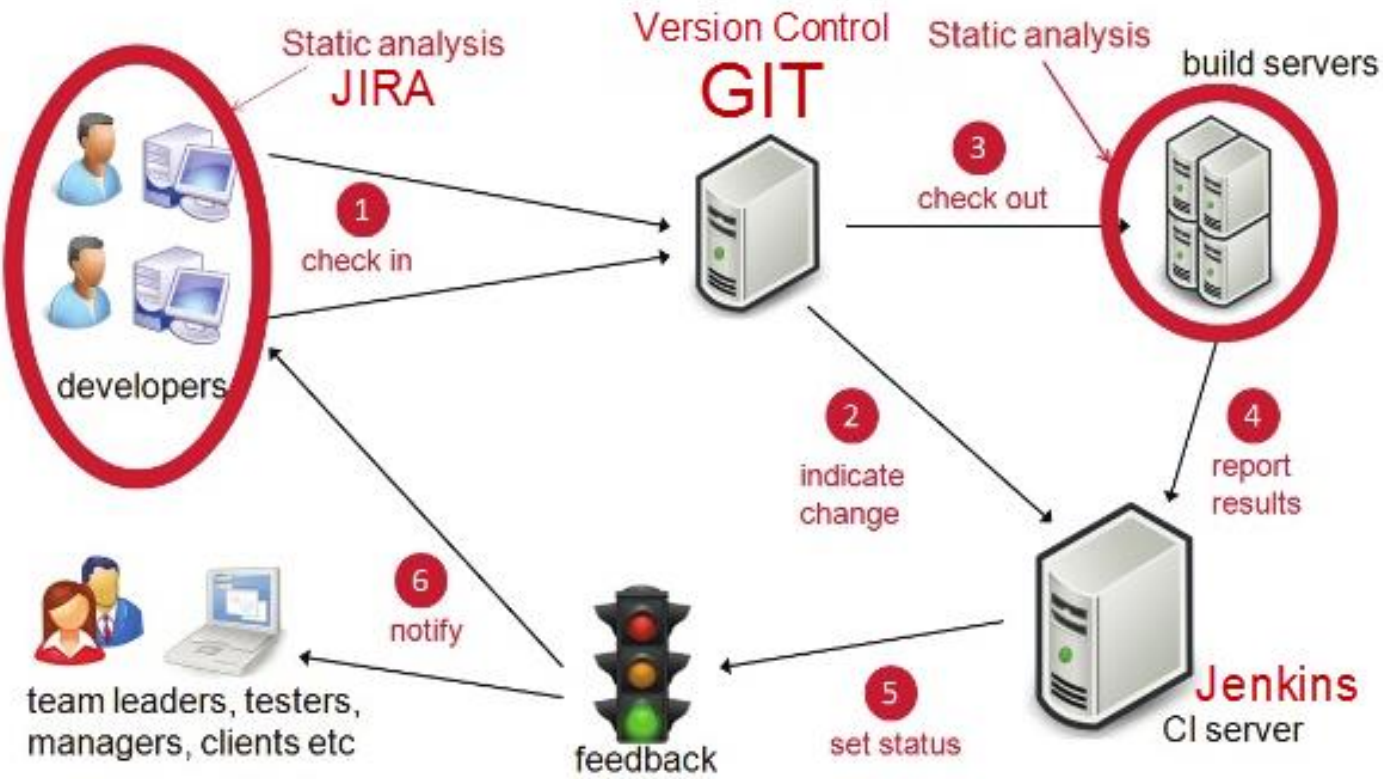 Static analysis
JIRA
Version Control
GIT
Static analysis
build servers
1
check in
3
check out
developers
2
indicate
change
4
report
results
6
notify
team leaders, testers,
managers, clients etc
feedback
5
set status
Jenkins
CI server